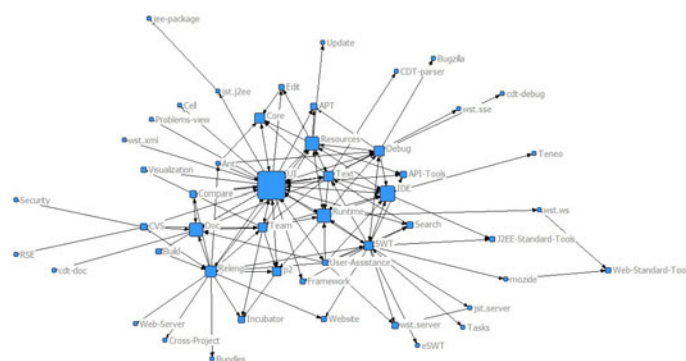 jee-package
Update
Bugzilla
CDT-parser
jst.j2ee
Edit
cdt-debug
Cell
APT
wst.sse
Core
Problems-view
Resources
wst.xml
Debug
Teneo
Ant
Visualization
UI
Text
API-Tools
Compare
IDE
Security
wst.ws
Runtime
CVS
Doc
Team
Search
SWT
J2EE-Standard-Tools
RSE
Build
User-Assistance
cdt-doc
Releng
p2
Framework
mozide
Web-Standard-Too
jst.server
Web-Server
Incubator
Website
wst.server
Tasks
Cross-Project
eSWT
Bundles